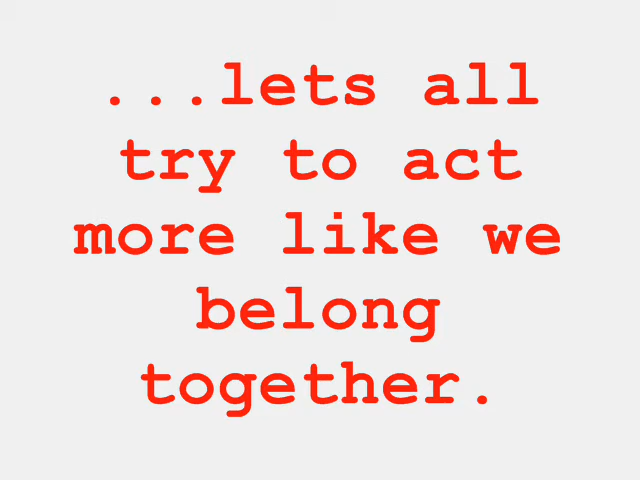 ...lets all
try to act
more like we
belong
together.